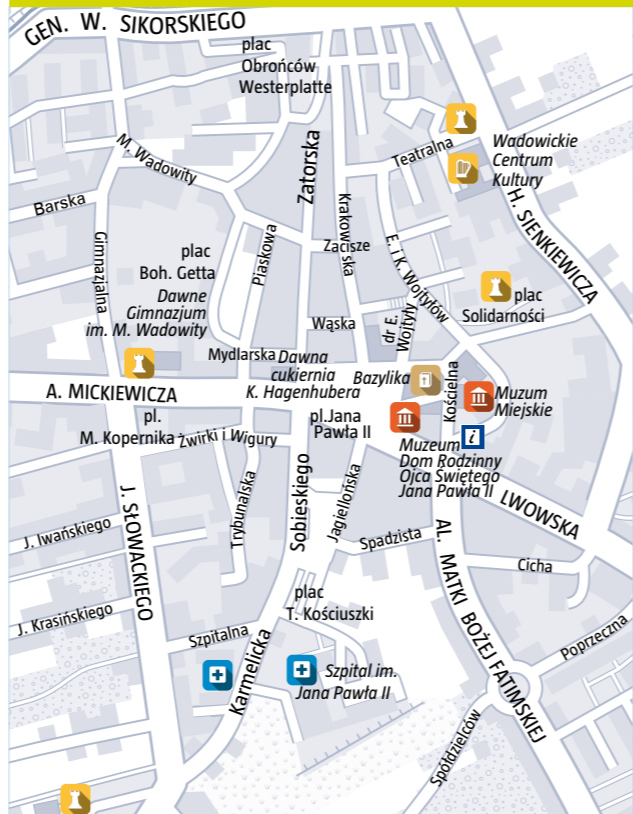 GEN. W. SIKORSKIEGO
plac
Obrońców
Westerplatte
M. Wadowity
Zatorska
Teatralna
Wadowickie
Centrum
Kultury
H. SIENKIEWICZA
Barska
Gimnazjalna
Krakowska
Zacisze
E. i K. Wojtyłów
Piaskowa
plac
Boh. Getta
Dawne
Gimnazjum
im. M. Wadowity
plac
Solidarności
Wąska
dr E.
Wojtyły
Mydlarska
Dawna
cukiernia
K. Hagenhubera
Bazylika
Kościelna
Muzum
Miejskie
A. MICKIEWICZA
pl.
M. Kopernika
Żwirki i Wigury
pl.Jana
Pawła II
i
Muzeum
Dom Rodzinny
Ojca Świętego
Jana Pawła II
LWOWSKA
J. SŁOWACKIEGO
Trybunalska
Sobieskiego
Jagiellońska
Spadzista
AL. MATKI BOŻEJ FATIMSKIEJ
Cicha
J. Iwańskiego
J. Krasińskiego
plac
T. Kościuszki
Szpitalna
Karmelicka
Szpital im.
Jana Pawła II
Poprzeczna
Spółdzielców